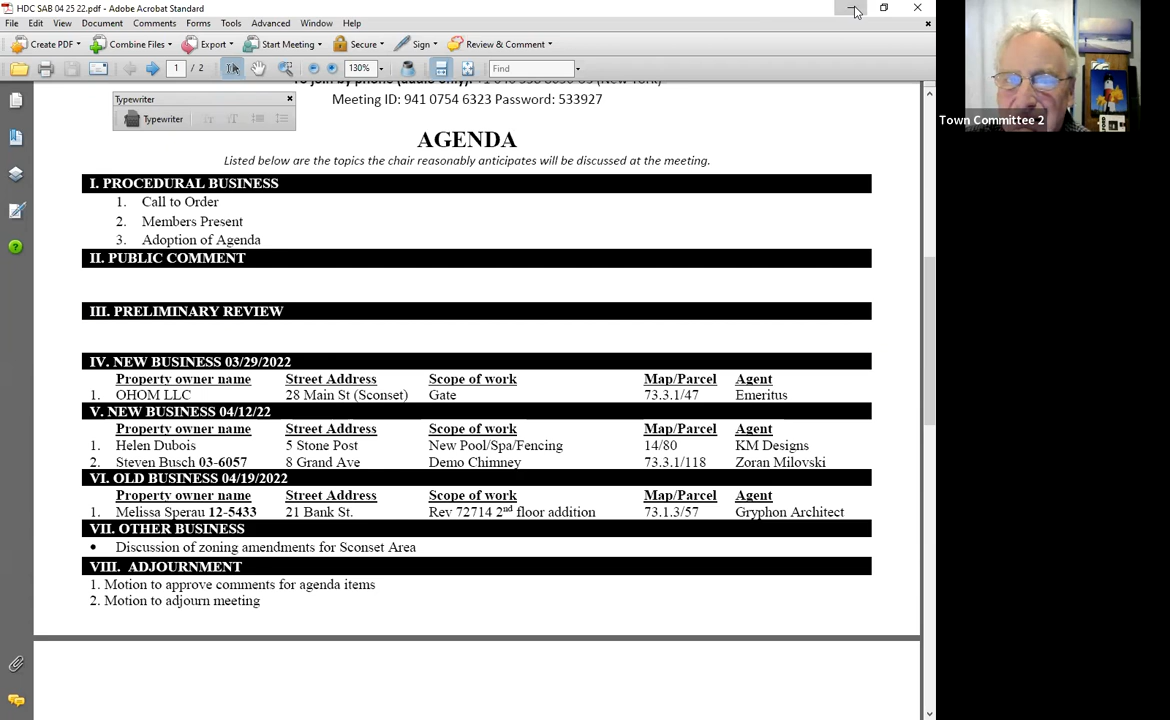 HDC SAB 04 25 22.pdf - Adobe Acrobat Standard
File Edit View Document Comments Forms Tools Advanced Window Help
Create PDF Combine Files Export Start Meeting Secure Sign Review & Comment
1 / 2 130% Find
Meeting ID: 941 0754 6323 Password: 533927
Typewriter
Typewriter
AGENDA
Listed below are the topics the chair reasonably anticipates will be discussed at the meeting.
I. PROCEDURAL BUSINESS
1. Call to Order
2. Members Present
3. Adoption of Agenda
II. PUBLIC COMMENT
III. PRELIMINARY REVIEW
IV. NEW BUSINESS 03/29/2022
Property owner name Street Address Scope of work Map/Parcel Agent
1. OHOM LLC 28 Main St (Sconset) Gate 73.3.1/47 Emeritus
V. NEW BUSINESS 04/12/22
Property owner name Street Address Scope of work Map/Parcel Agent
1. Helen Dubois 5 Stone Post New Pool/Spa/Fencing 14/80 KM Designs
2. Steven Busch 03-6057 8 Grand Ave Demo Chimney 73.3.1/118 Zoran Milovski
VI. OLD BUSINESS 04/19/2022
Property owner name Street Address Scope of work Map/Parcel Agent
1. Melissa Sperau 12-5433 21 Bank St. Rev 72714 2nd floor addition 73.1.3/57 Gryphon Architect
VII. OTHER BUSINESS
• Discussion of zoning amendments for Sconset Area
VIII. ADJOURNMENT
1. Motion to approve comments for agenda items
2. Motion to adjourn meeting
Town Committee 2